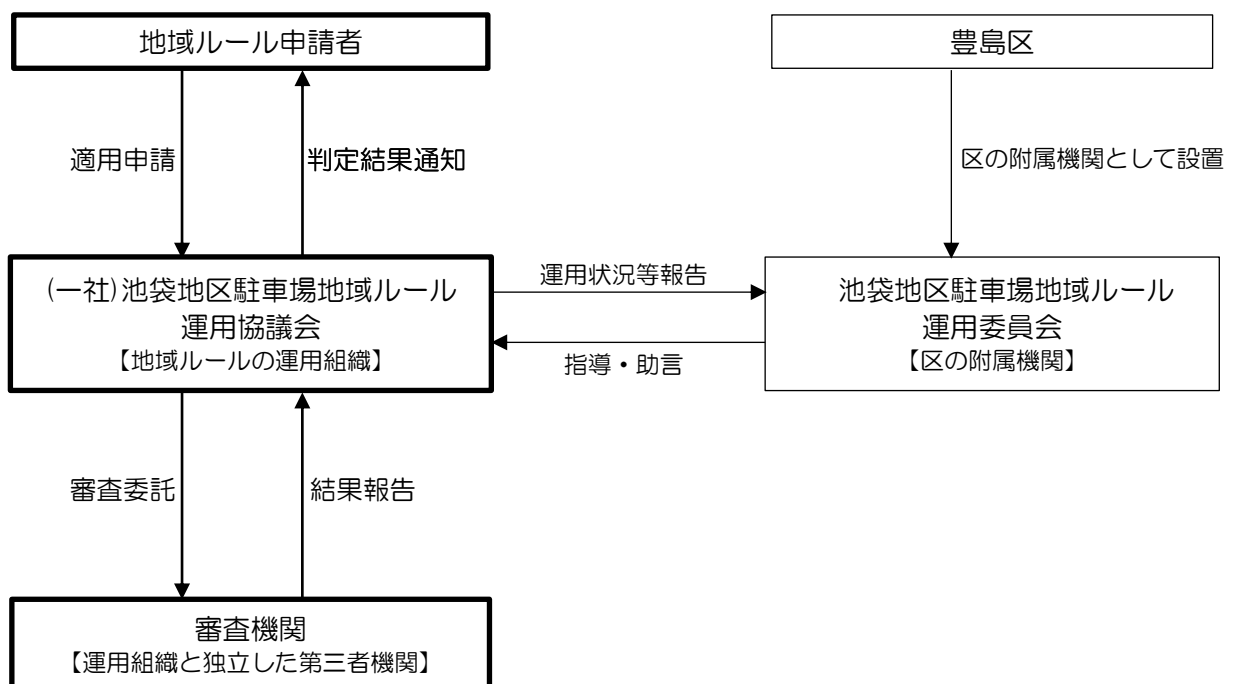 地域ルール申請者
豊島区
適用申請
判定結果通知
区の附属機関として設置
(一社)池袋地区駐車場地域ルール
運用協議会
【地域ルールの運用組織】
運用状況等報告
指導・助言
池袋地区駐車場地域ルール
運用委員会
【区の附属機関】
審査委託
結果報告
審査機関
【運用組織と独立した第三者機関】